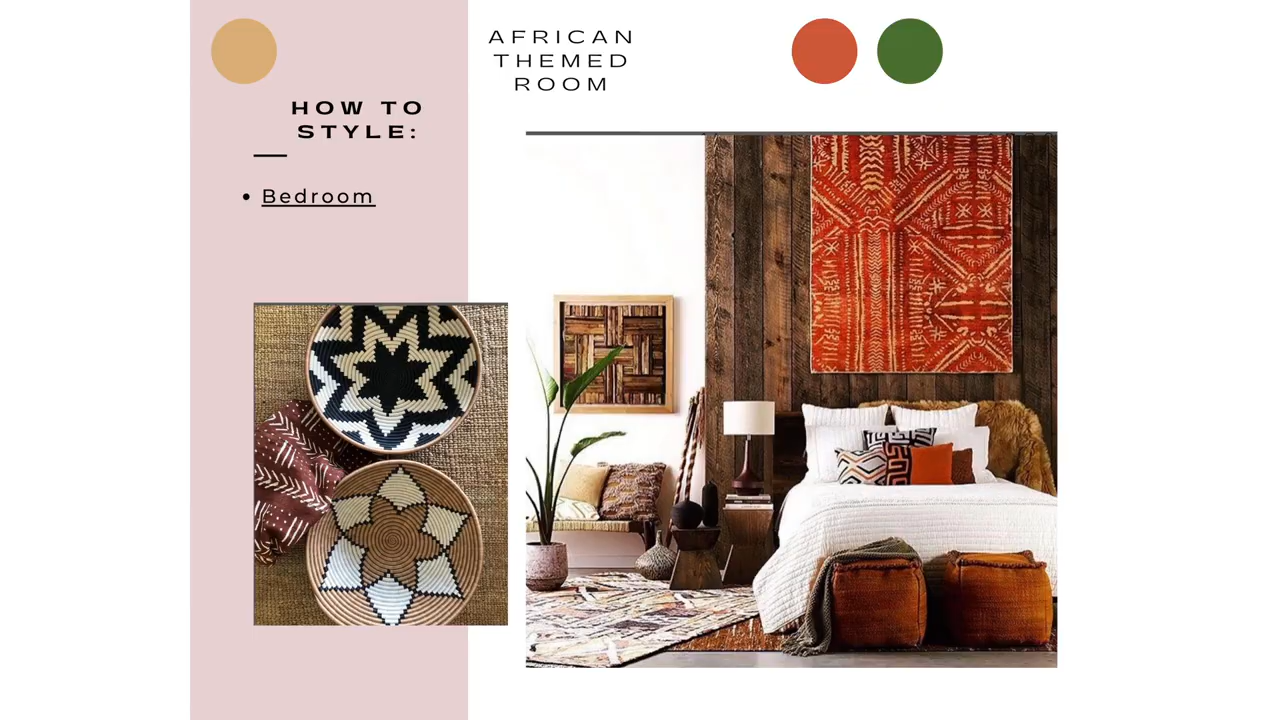 HOW TO
STYLE:
Bedroom
AFRICAN
THEMED
ROOM